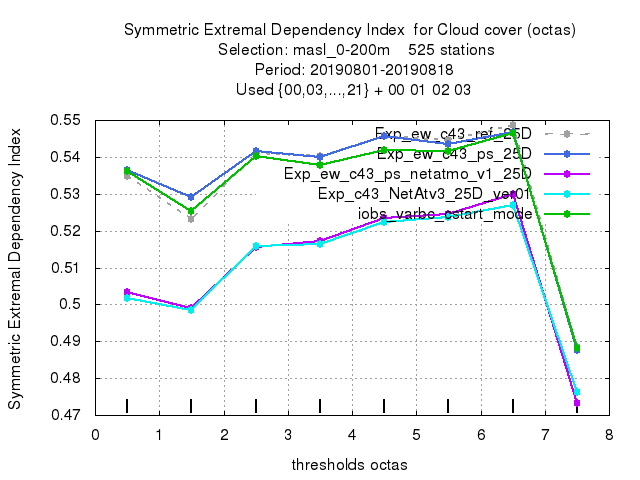 Symmetric Extremal Dependency Index  for Cloud cover (octas)
Selection: masl_0-200m    525 stations
Period: 20190801-20190818
Used {00,03,...,21} + 00 01 02 03
Symmetric Extremal Dependency Index
0.55
0.54
0.53
0.52
0.51
0.5
0.49
0.48
0.47
Exp_ew_c43_ref_25D
Exp_ew_c43_ps_25D
Exp_ew_c43_ps_netatmo_v1_25D
Exp_c43_NetAtv3_25D_ver01
iobs_varbc_cstart_mode
0 1 2 3 4 5 6 7 8
thresholds octas